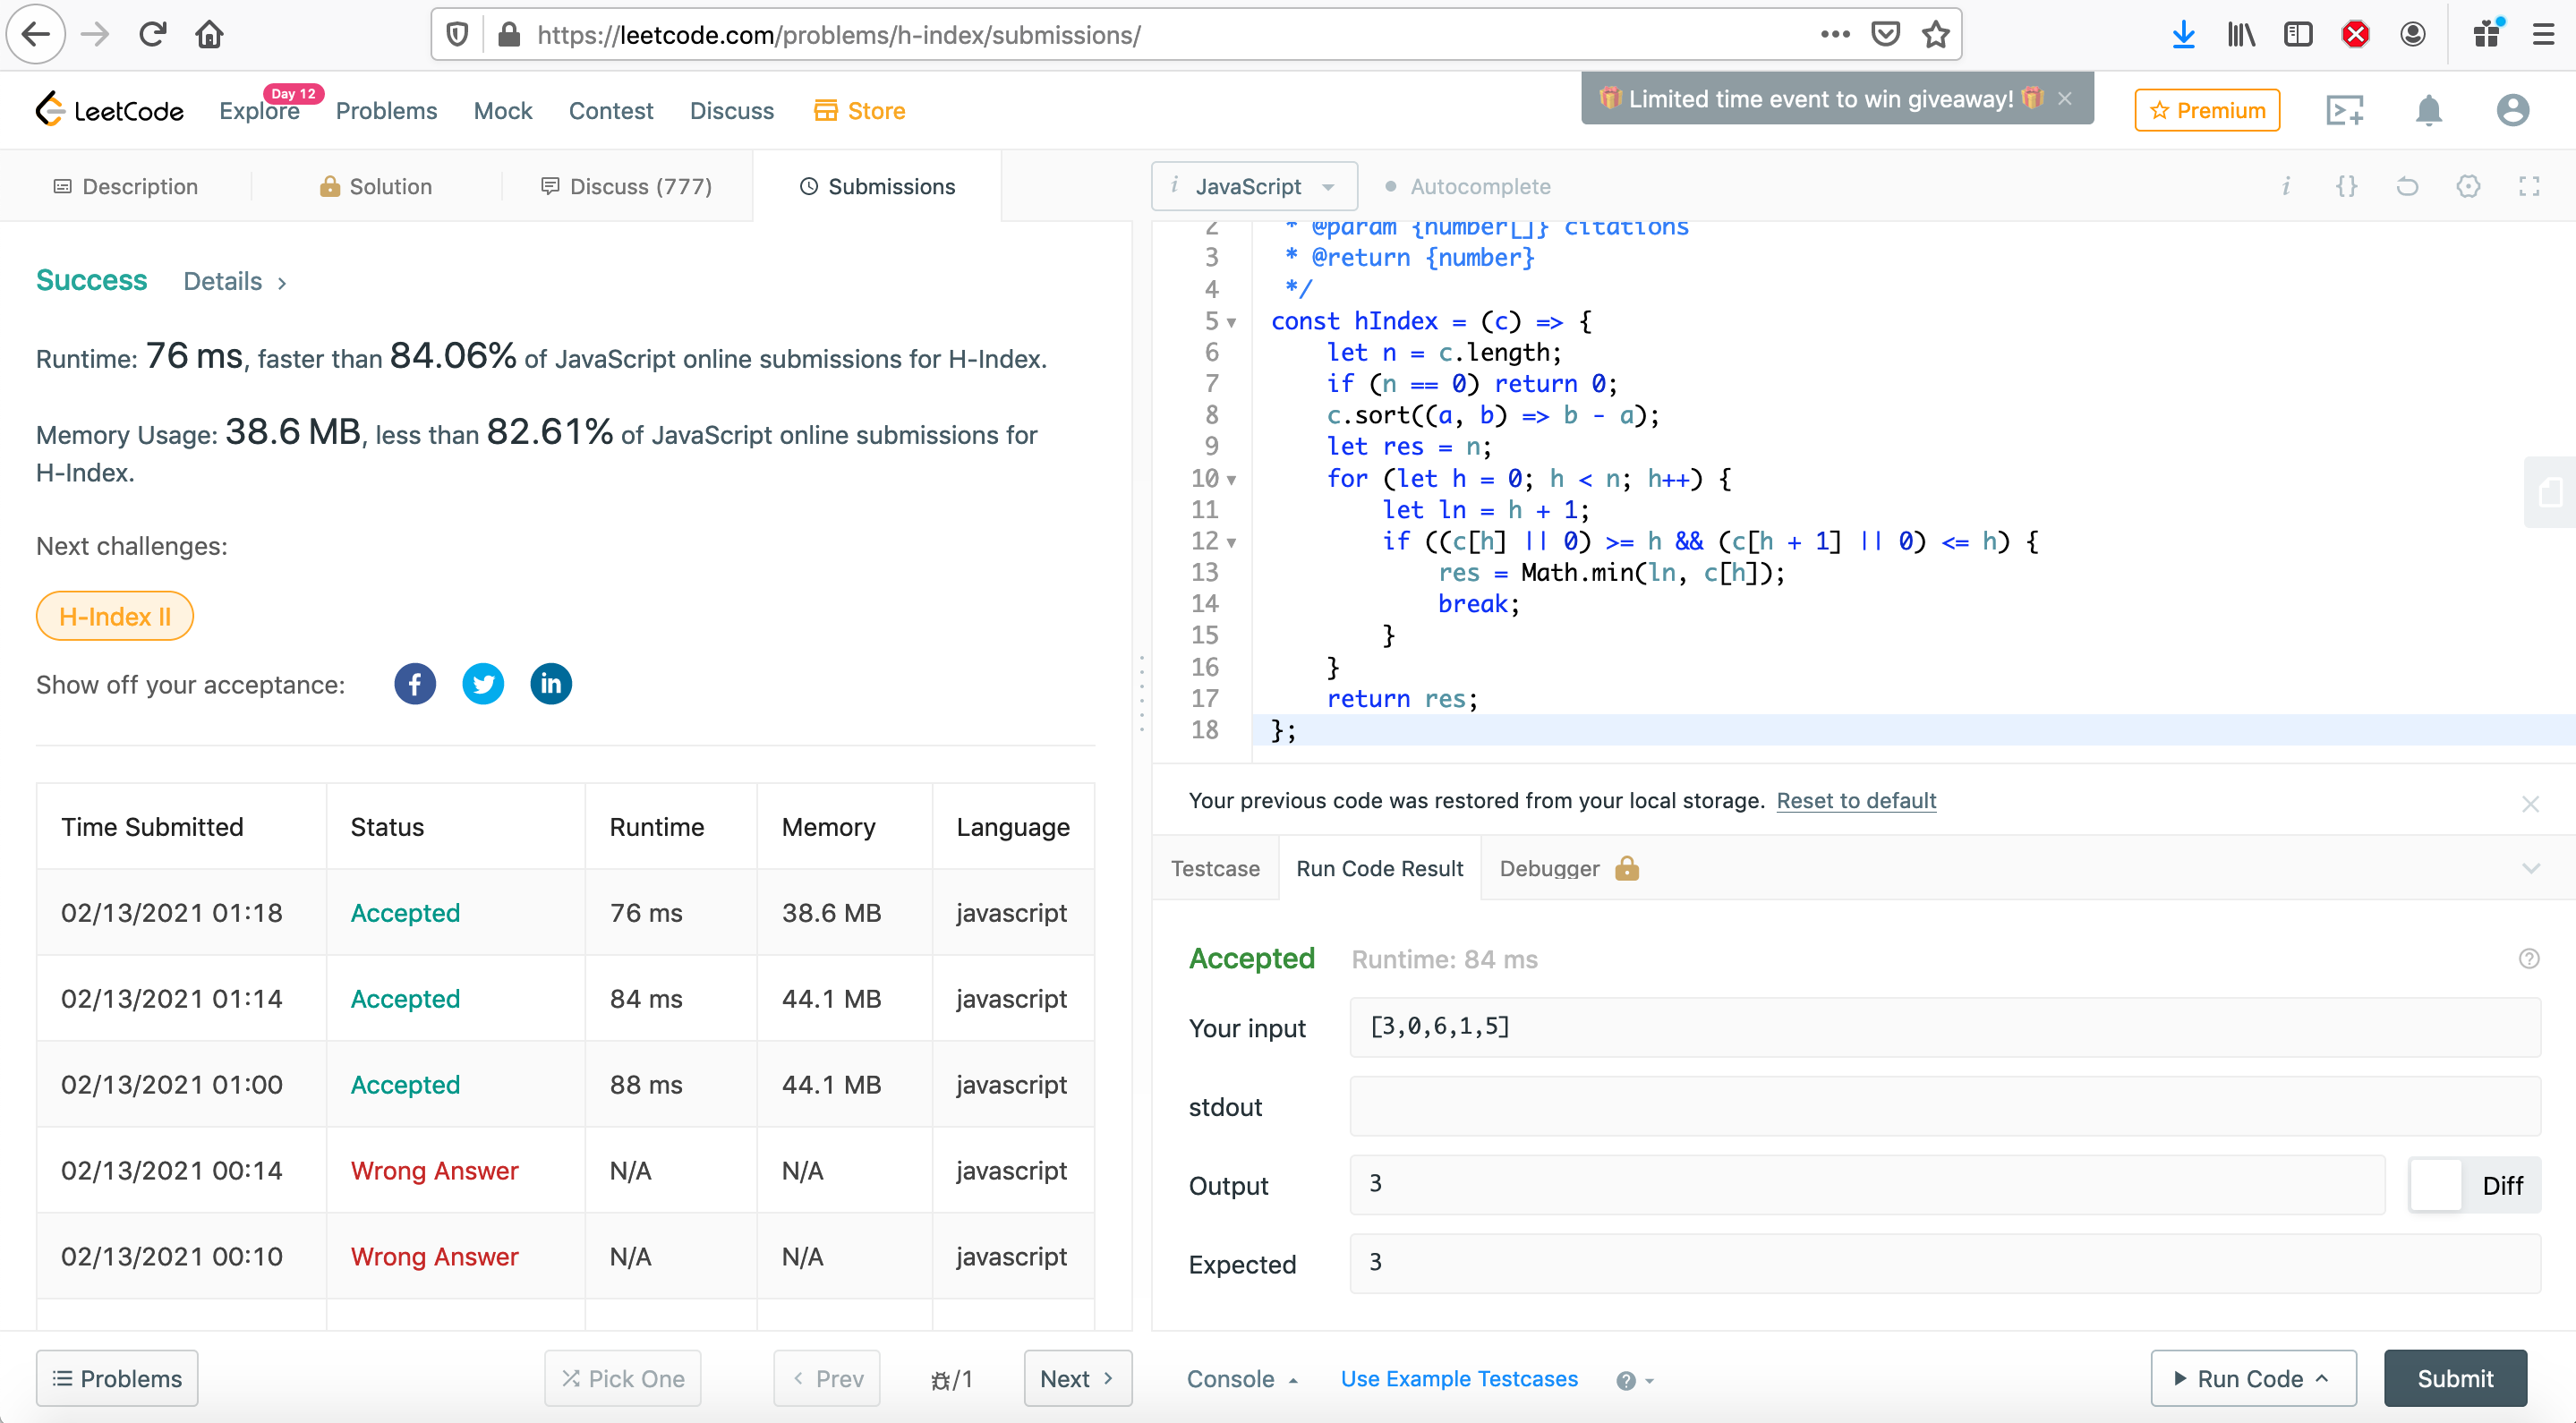 https://leetcode.com/problems/h-index/submissions/
LeetCode
Explore
Day 12
Problems
Mock
Contest
Discuss
Store
Limited time event to win giveaway!
Premium
Description
Solution
Discuss (777)
Submissions
JavaScript
Autocomplete
Success Details >
Runtime: 76 ms, faster than 84.06% of JavaScript online submissions for H-Index.
Memory Usage: 38.6 MB, less than 82.61% of JavaScript online submissions for
H-Index.
Next challenges:
H-Index II
Show off your acceptance:
Time Submitted Status Runtime Memory Language
02/13/2021 01:18 Accepted 76 ms 38.6 MB javascript
02/13/2021 01:14 Accepted 84 ms 44.1 MB javascript
02/13/2021 01:00 Accepted 88 ms 44.1 MB javascript
02/13/2021 00:14 Wrong Answer N/A N/A javascript
02/13/2021 00:10 Wrong Answer N/A N/A javascript
Problems
Pick One
< Prev
/1
Next >
2 * @param {number[]} citations
3 * @return {number}
4 */
5 const hIndex = (c) => {
6 let n = c.length;
7 if (n == 0) return 0;
8 c.sort((a, b) => b - a);
9 let res = n;
10 for (let h = 0; h < n; h++) {
11 let ln = h + 1;
12 if ((c[h] || 0) >= h && (c[h + 1] || 0) <= h) {
13 res = Math.min(ln, c[h]);
14 break;
15 }
16 }
17 return res;
18 };
Your previous code was restored from your local storage. Reset to default
Testcase
Run Code Result
Debugger
Accepted Runtime: 84 ms
Your input [3,0,6,1,5]
stdout
Output 3
Diff
Expected 3
Console
Use Example Testcases
Run Code
Submit